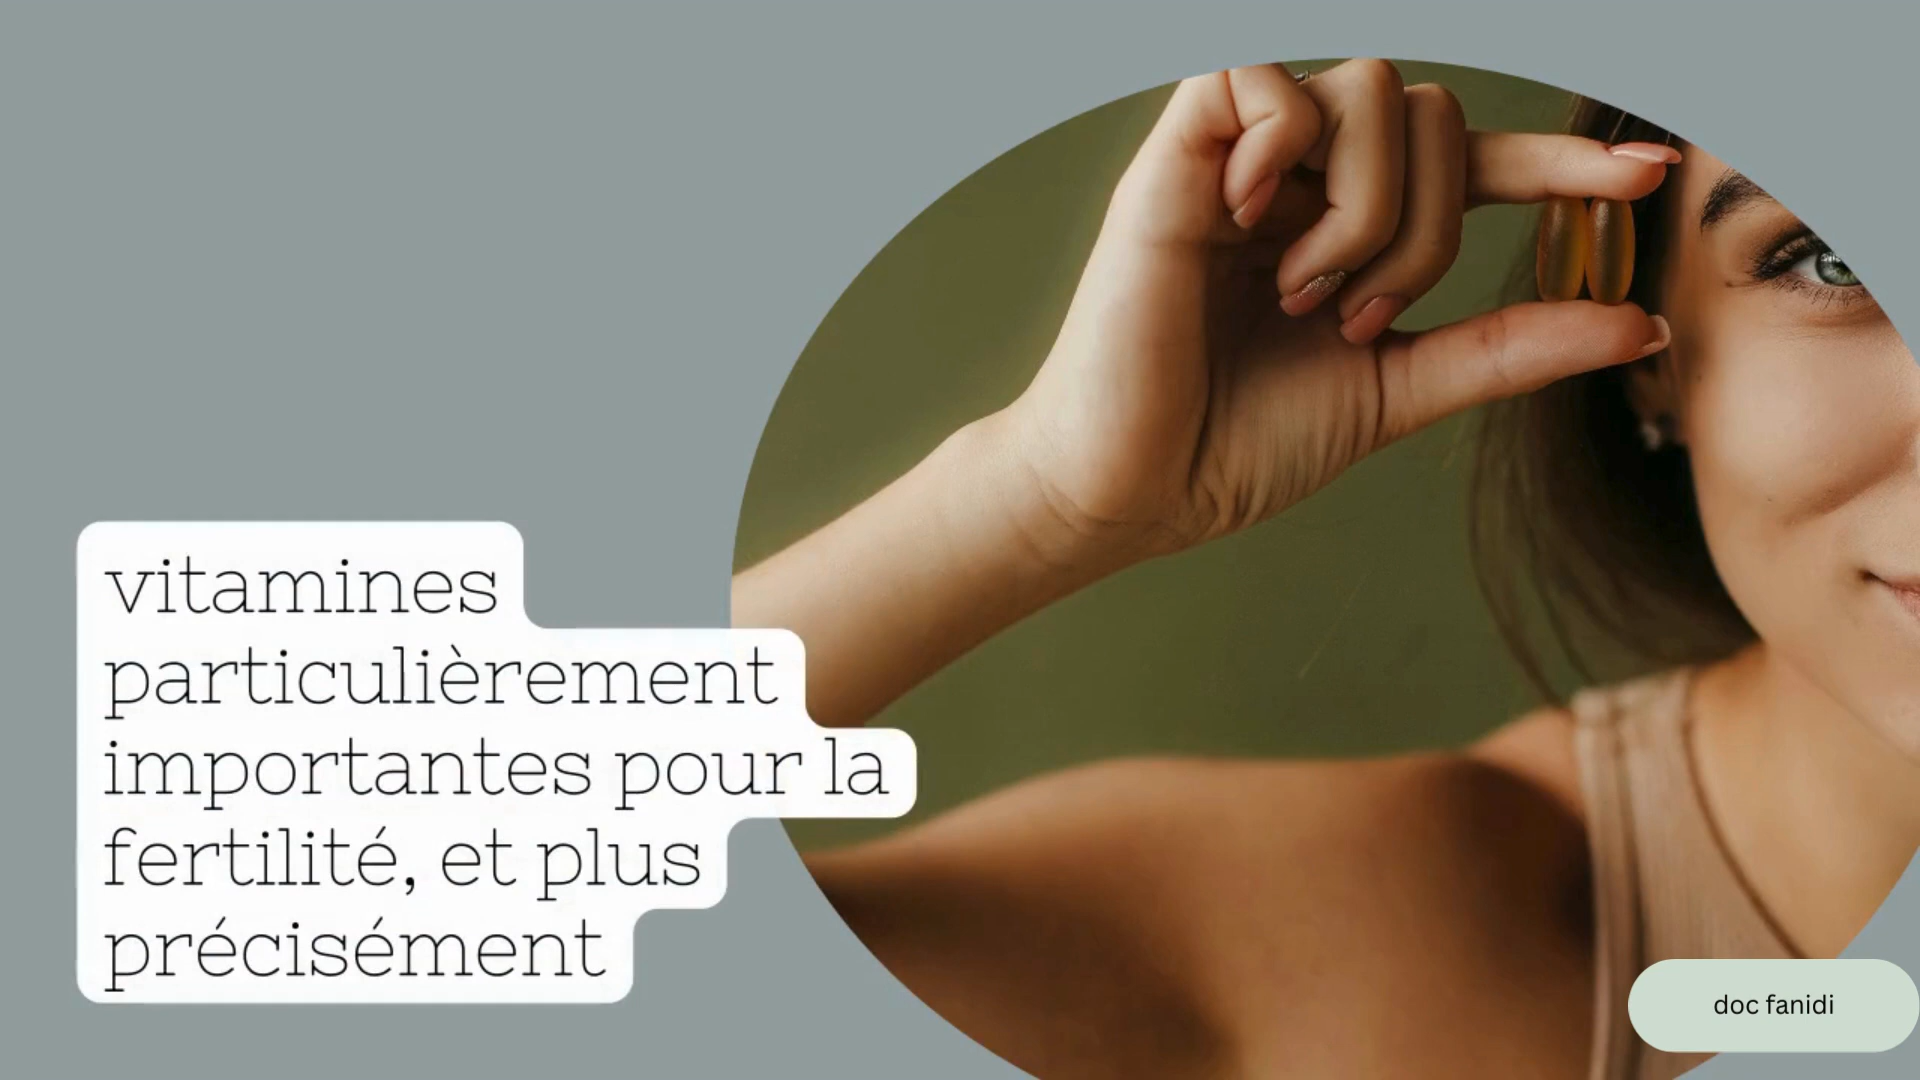 vitamines
particulièrement
importantes pour la
fertilité, et plus
précisément
doc fanidi